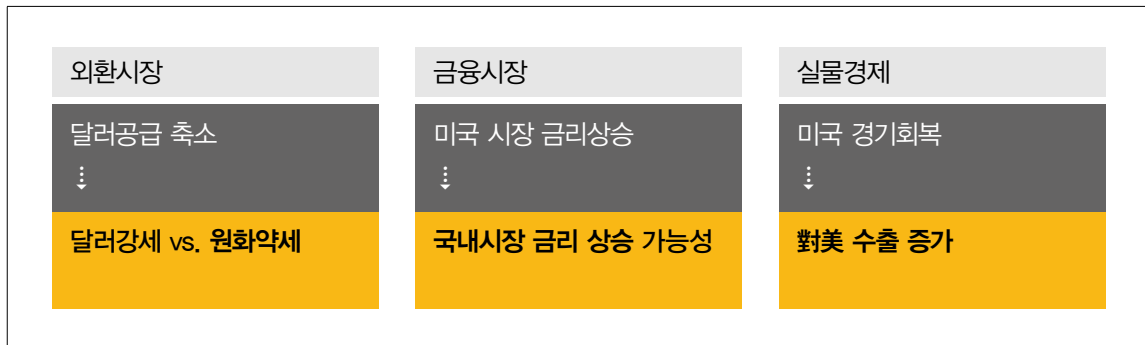 외환시장
달러공급 축소
달러강세 vs. 원화약세
금융시장
미국 시장 금리상승
국내시장 금리 상승 가능성
실물경제
미국 경기회복
對美 수출 증가